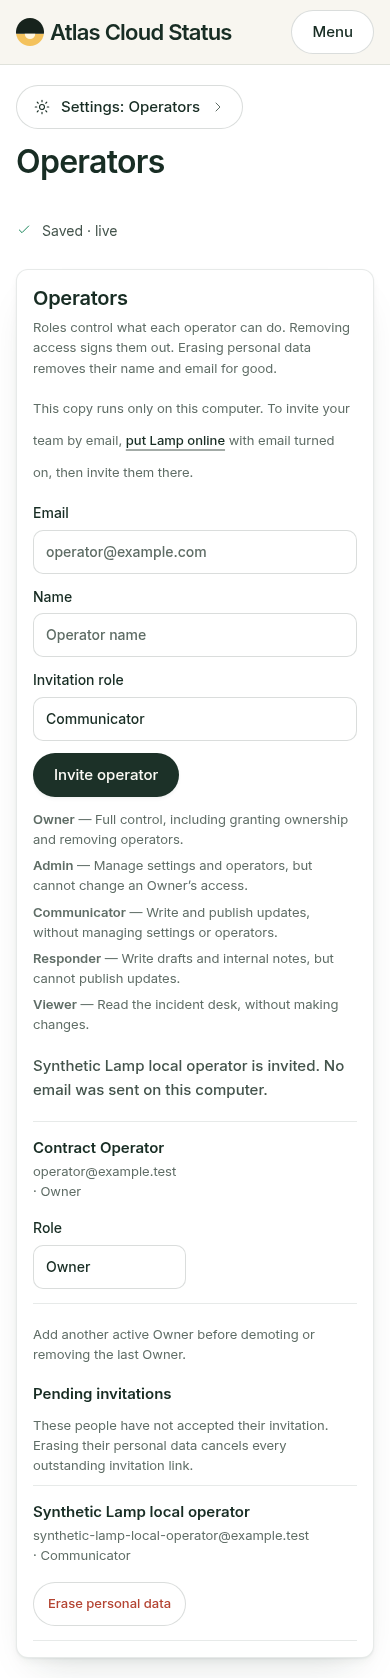 Atlas Cloud Status
Menu
Settings: Operators
Operators
Saved · live
Operators
Roles control what each operator can do. Removing
access signs them out. Erasing personal data
removes their name and email for good.
This copy runs only on this computer. To invite your
team by email, put Lamp online with email turned
on, then invite them there.
Email
operator@example.com
Name
Operator name
Invitation role
Communicator
Invite operator
Owner — Full control, including granting ownership
and removing operators.
Admin — Manage settings and operators, but
cannot change an Owner’s access.
Communicator — Write and publish updates,
without managing settings or operators.
Responder — Write drafts and internal notes, but
cannot publish updates.
Viewer — Read the incident desk, without making
changes.
Synthetic Lamp local operator is invited. No
email was sent on this computer.
Contract Operator
operator@example.test
· Owner
Role
Owner
Add another active Owner before demoting or
removing the last Owner.
Pending invitations
These people have not accepted their invitation.
Erasing their personal data cancels every
outstanding invitation link.
Synthetic Lamp local operator
synthetic-lamp-local-operator@example.test
· Communicator
Erase personal data